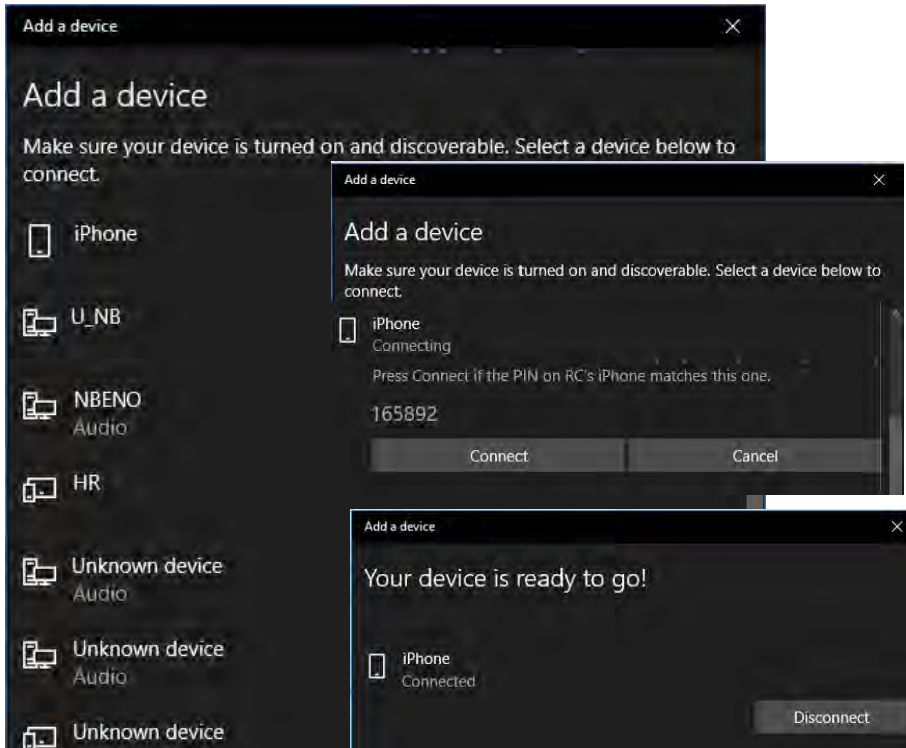 Add a device
Add a device
Make sure your device is turned on and discoverable. Select a device below to
connect.
iPhone
U_NB
NBENO
Audio
HR
Unknown device
Audio
Unknown device
Audio
Unknown device
Add a device
Add a device
Make sure your device is turned on and discoverable. Select a device below to
connect.
iPhone
Connecting
Press Connect if the PIN on RC's iPhone matches this one.
165892
Connect
Cancel
Add a device
Your device is ready to go!
iPhone
Connected
Disconnect